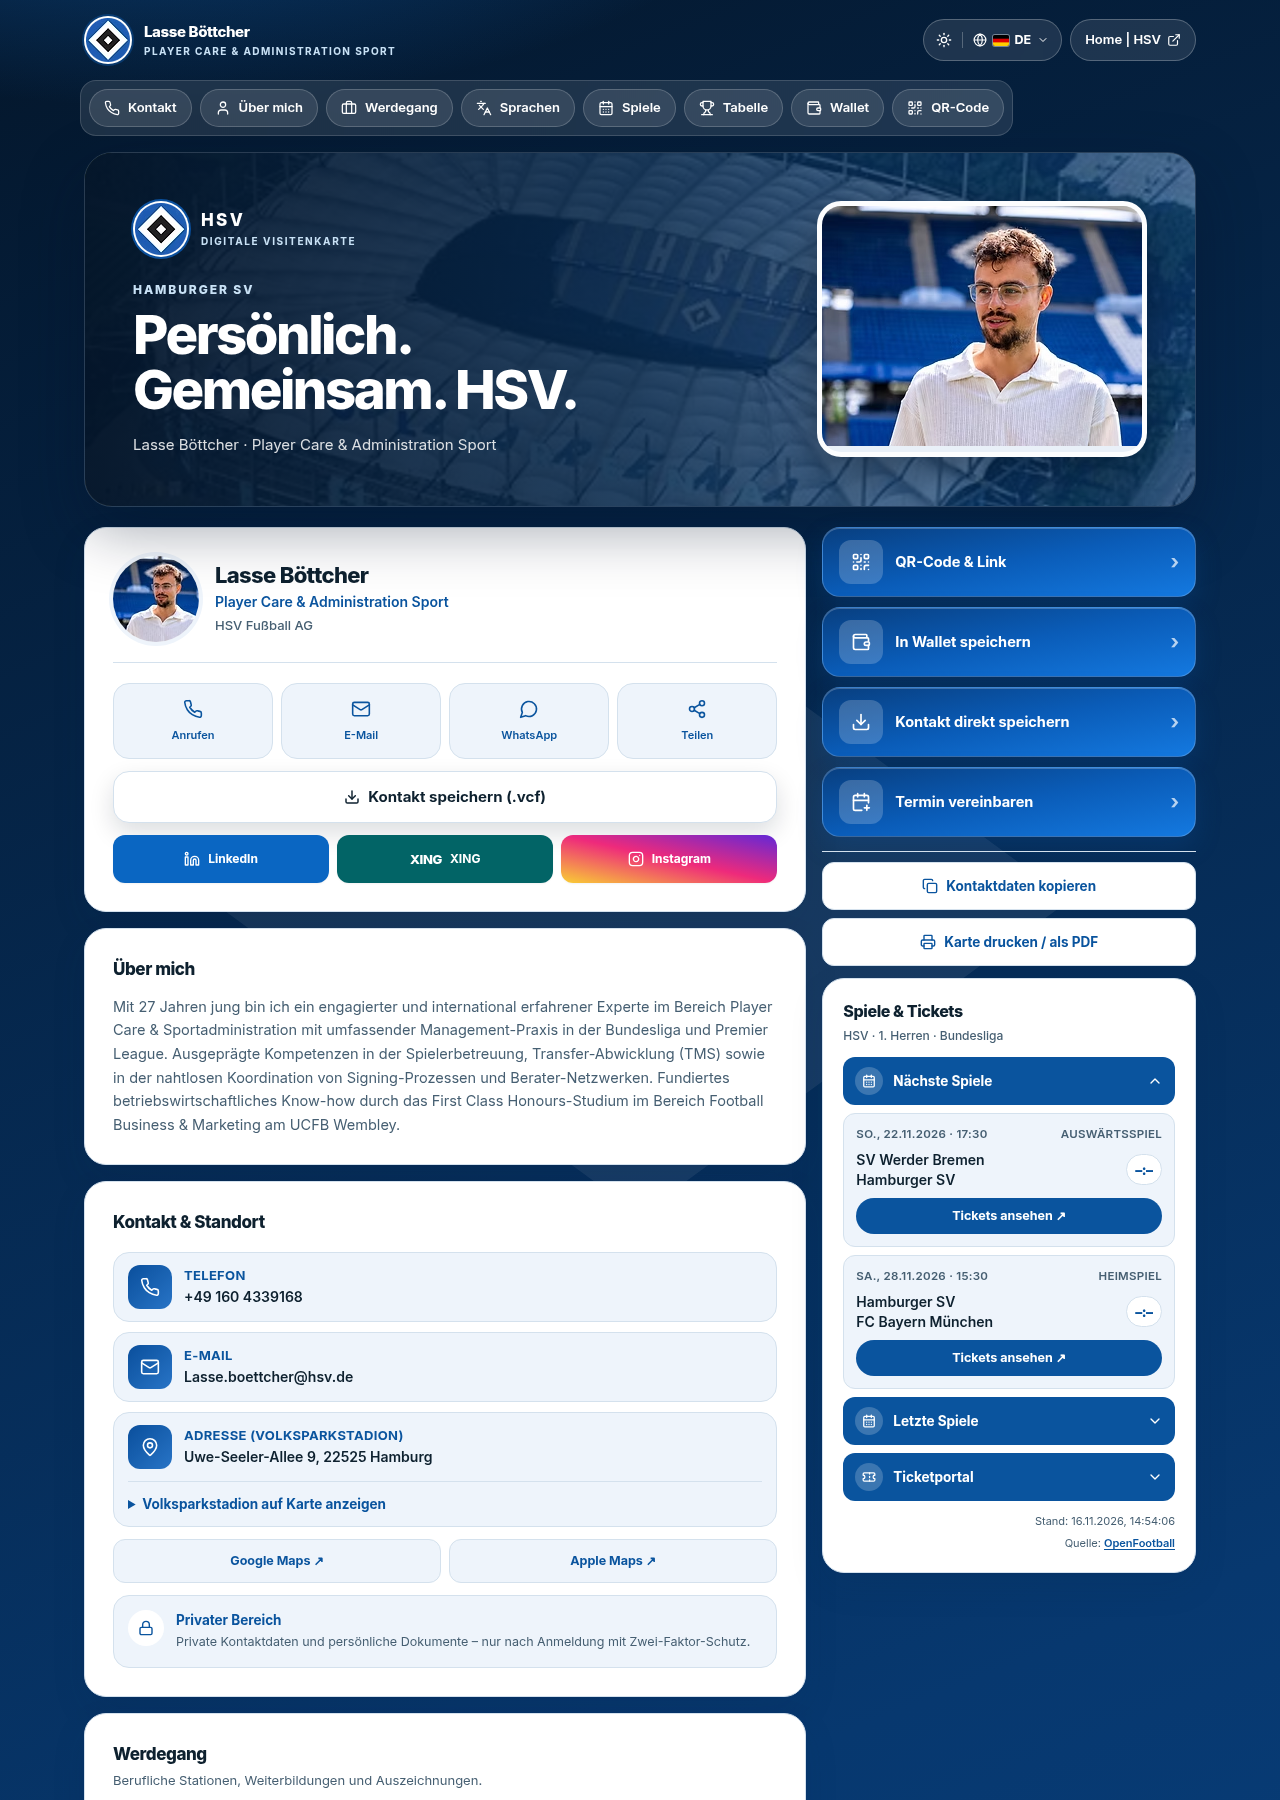 Lasse Böttcher
PLAYER CARE & ADMINISTRATION SPORT
DE
Home | HSV
Kontakt
Über mich
Werdegang
Sprachen
Spiele
Tabelle
Wallet
QR-Code
HSV
DIGITALE VISITENKARTE
HAMBURGER SV
Persönlich.
Gemeinsam. HSV.
Lasse Böttcher · Player Care & Administration Sport
HSV
Lasse Böttcher
Player Care & Administration Sport
HSV Fußball AG
Anrufen
E-Mail
WhatsApp
Teilen
Kontakt speichern (.vcf)
LinkedIn
XING XING
Instagram
QR-Code & Link
In Wallet speichern
Kontakt direkt speichern
Termin vereinbaren
Kontaktdaten kopieren
Karte drucken / als PDF
Über mich
Mit 27 Jahren jung bin ich ein engagierter und international erfahrener Experte im Bereich Player
Care & Sportadministration mit umfassender Management-Praxis in der Bundesliga und Premier
League. Ausgeprägte Kompetenzen in der Spielerbetreuung, Transfer-Abwicklung (TMS) sowie
in der nahtlosen Koordination von Signing-Prozessen und Berater-Netzwerken. Fundiertes
betriebswirtschaftliches Know-how durch das First Class Honours-Studium im Bereich Football
Business & Marketing am UCFB Wembley.
Kontakt & Standort
TELEFON
+49 160 4339168
E-MAIL
Lasse.boettcher@hsv.de
ADRESSE (VOLKSPARKSTADION)
Uwe-Seeler-Allee 9, 22525 Hamburg
Volksparkstadion auf Karte anzeigen
Google Maps ↗
Apple Maps ↗
Privater Bereich
Private Kontaktdaten und persönliche Dokumente – nur nach Anmeldung mit Zwei-Faktor-Schutz.
Werdegang
Berufliche Stationen, Weiterbildungen und Auszeichnungen.
Spiele & Tickets
HSV · 1. Herren · Bundesliga
Nächste Spiele
SO., 22.11.2026 · 17:30
AUSWÄRTSSPIEL
SV Werder Bremen
Hamburger SV
–:–
Tickets ansehen ↗
SA., 28.11.2026 · 15:30
HEIMSPIEL
Hamburger SV
FC Bayern München
–:–
Tickets ansehen ↗
Letzte Spiele
Ticketportal
Stand: 16.11.2026, 14:54:06
Quelle: OpenFootball